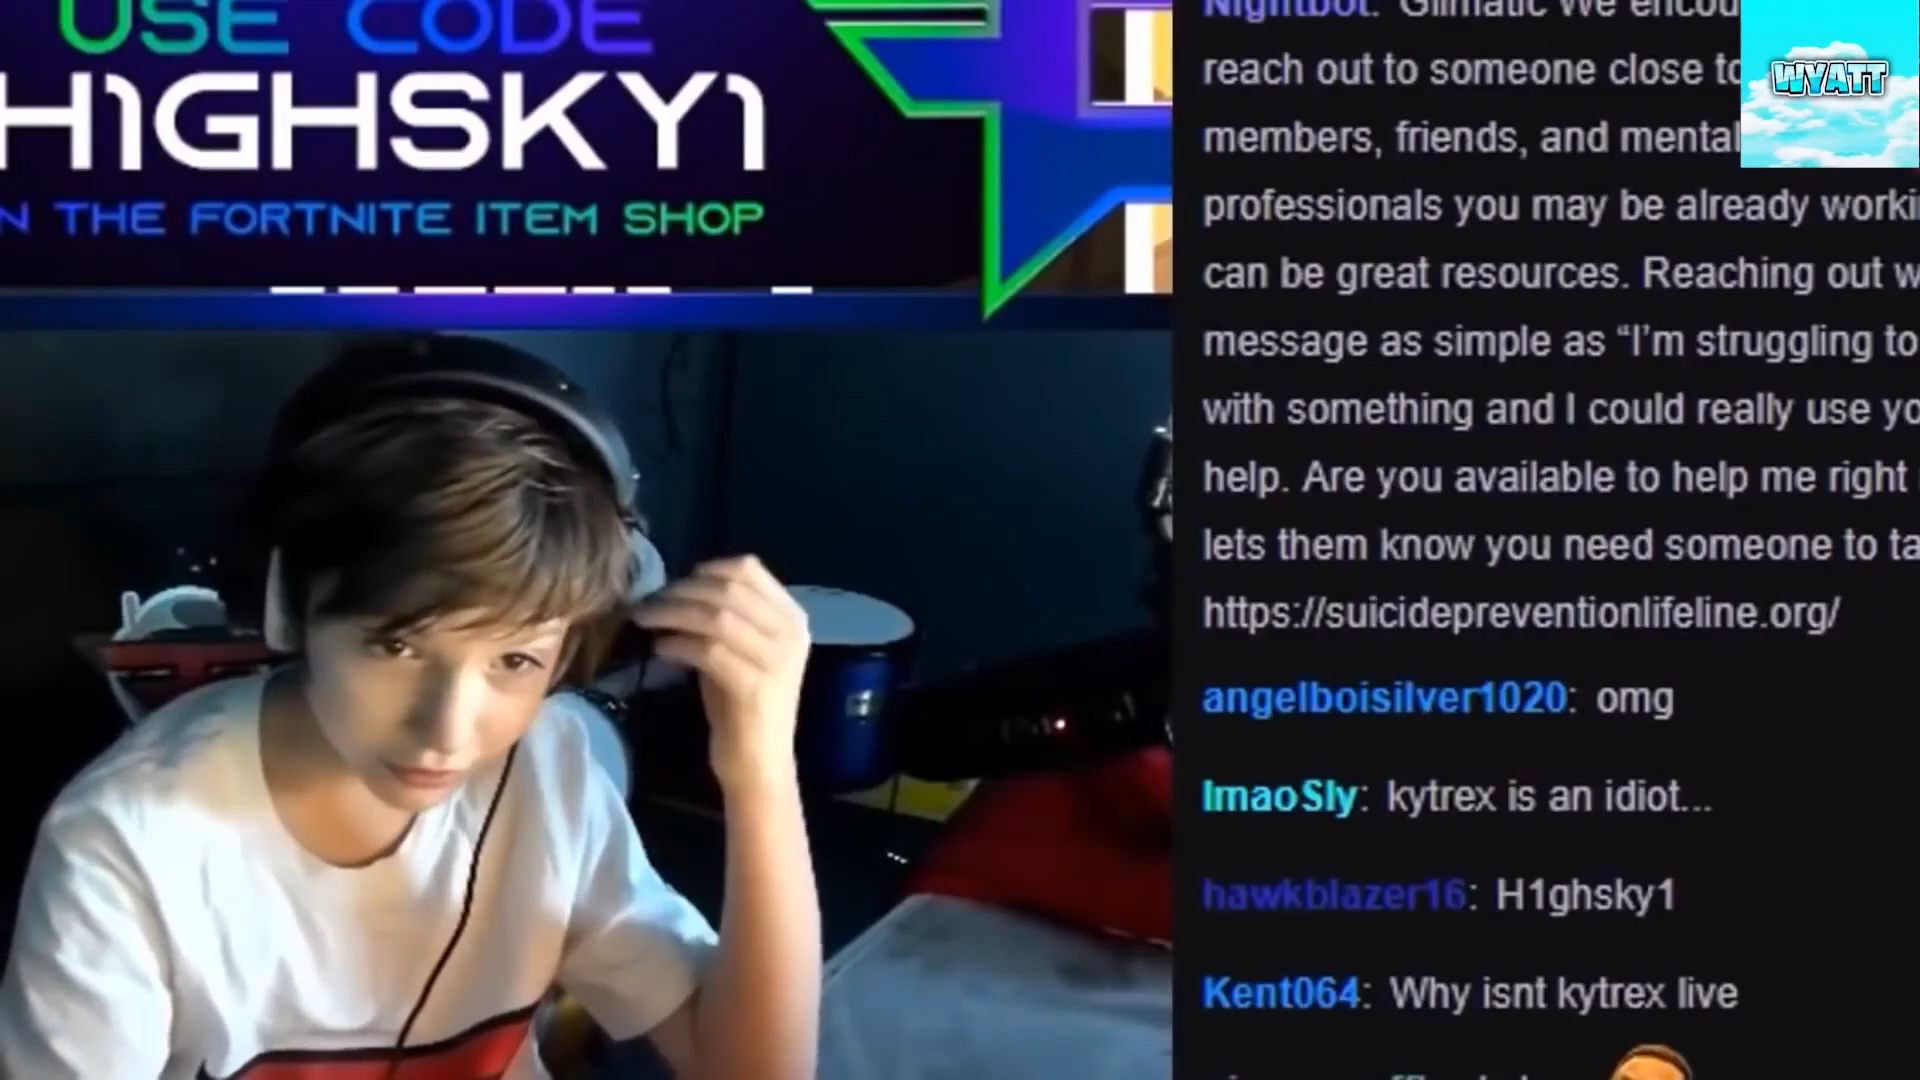 USE CODE
H1GHSKY1
N THE FORTNITE ITEM SHOP
WYATT
Nightbot: Glimatic We encou
reach out to someone close to
members, friends, and mental
professionals you may be already worki
can be great resources. Reaching out w
message as simple as “I’m struggling to
with something and I could really use yo
help. Are you available to help me right
lets them know you need someone to ta
https://suicidepreventionlifeline.org/
angelboisilver1020: omg
lmaoSly: kytrex is an idiot...
hawkblazer16: H1ghsky1
Kent064: Why isnt kytrex live